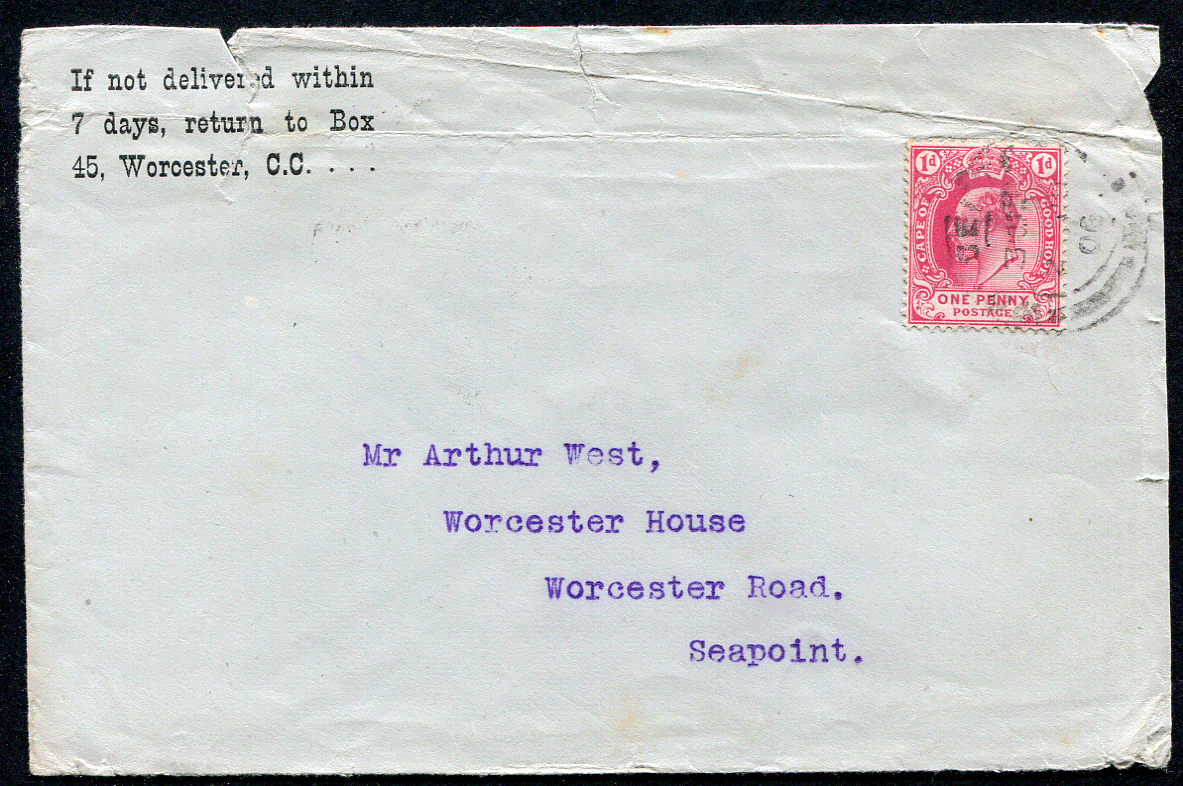 If not delivered within
7 days, return to Box
45, Worcester, C.C. . . .
1d 1d
CAPE OF GOOD HOPE
ONE PENNY
POSTAGE
06
Mr Arthur West,
Worcester House
Worcester Road.
Seapoint.